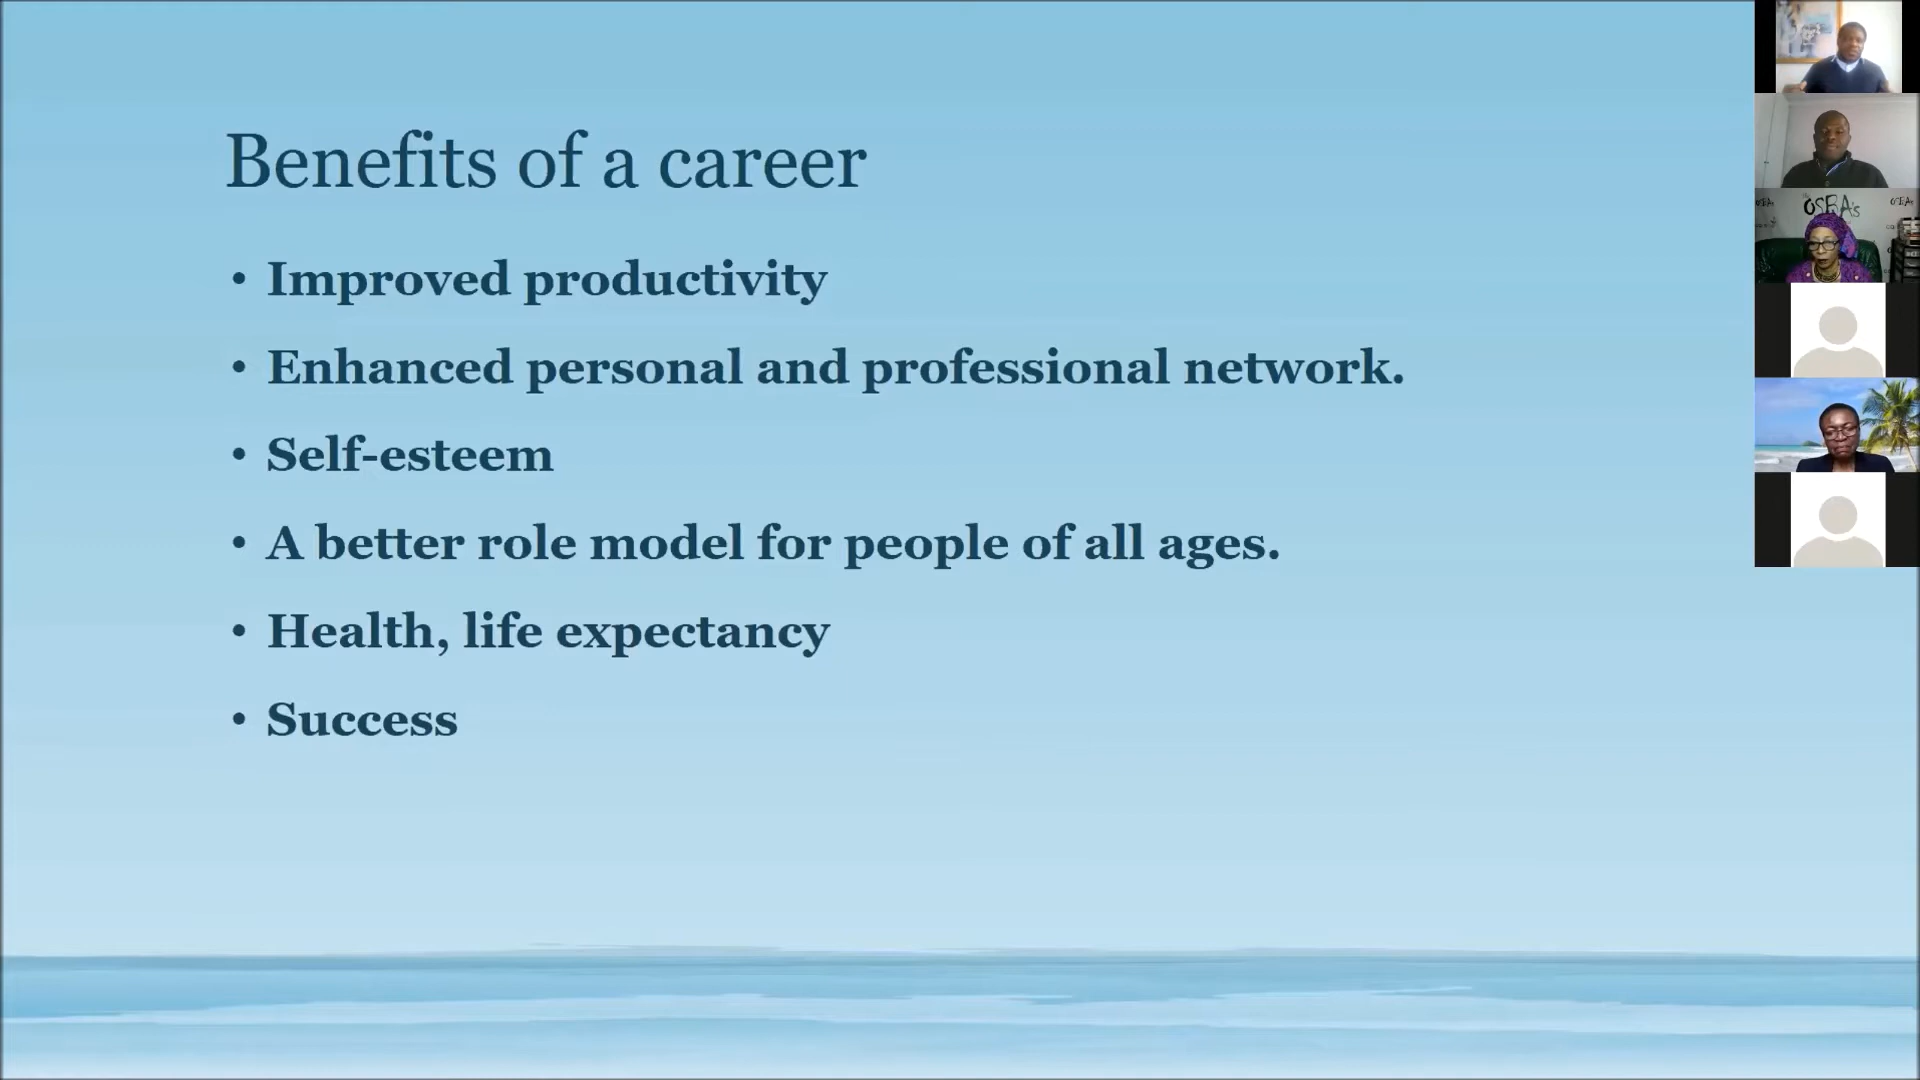 Benefits of a career
• Improved productivity
• Enhanced personal and professional network.
• Self-esteem
• A better role model for people of all ages.
• Health, life expectancy
• Success
OSBA's